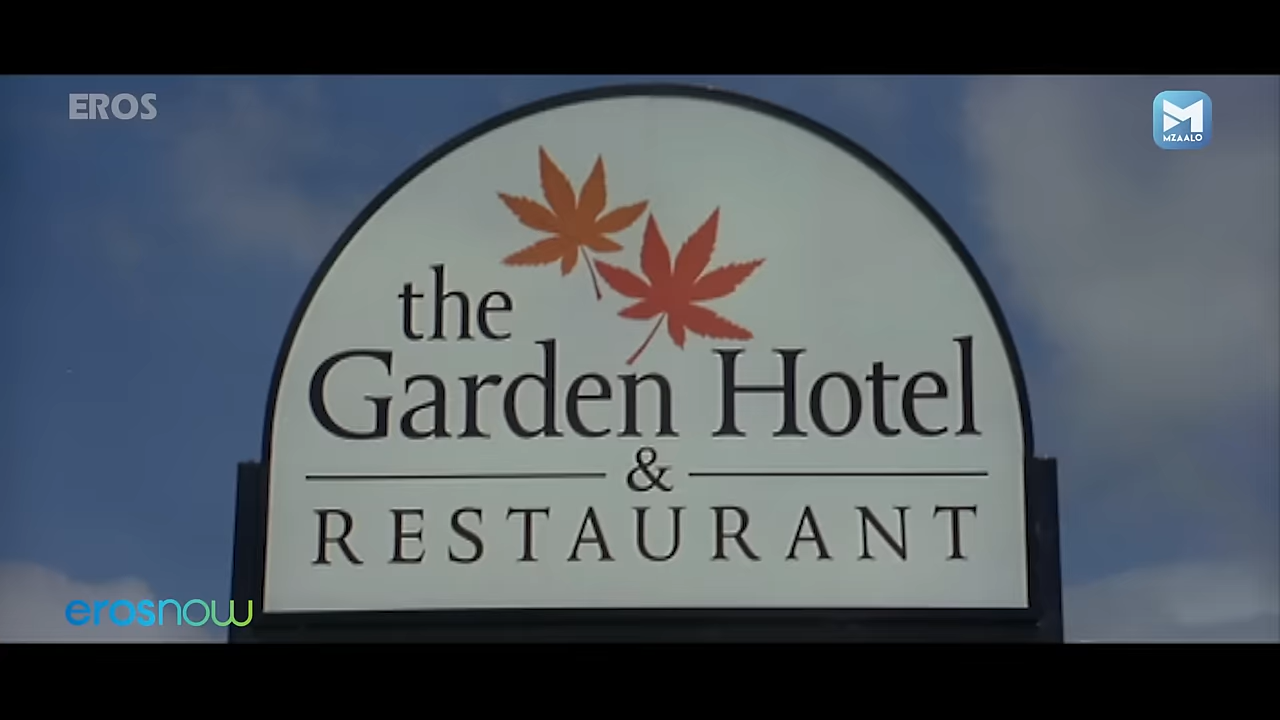 EROS
MZAALO
the
Garden Hotel
&
RESTAURANT
erosnow